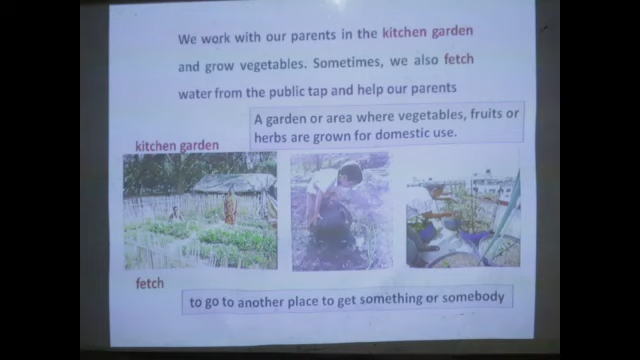 We work with our parents in the kitchen garden
and grow vegetables. Sometimes, we also fetch
water from the public tap and help our parents
A garden or area where vegetables, fruits or
herbs are grown for domestic use.
kitchen garden
fetch
to go to another place to get something or somebody